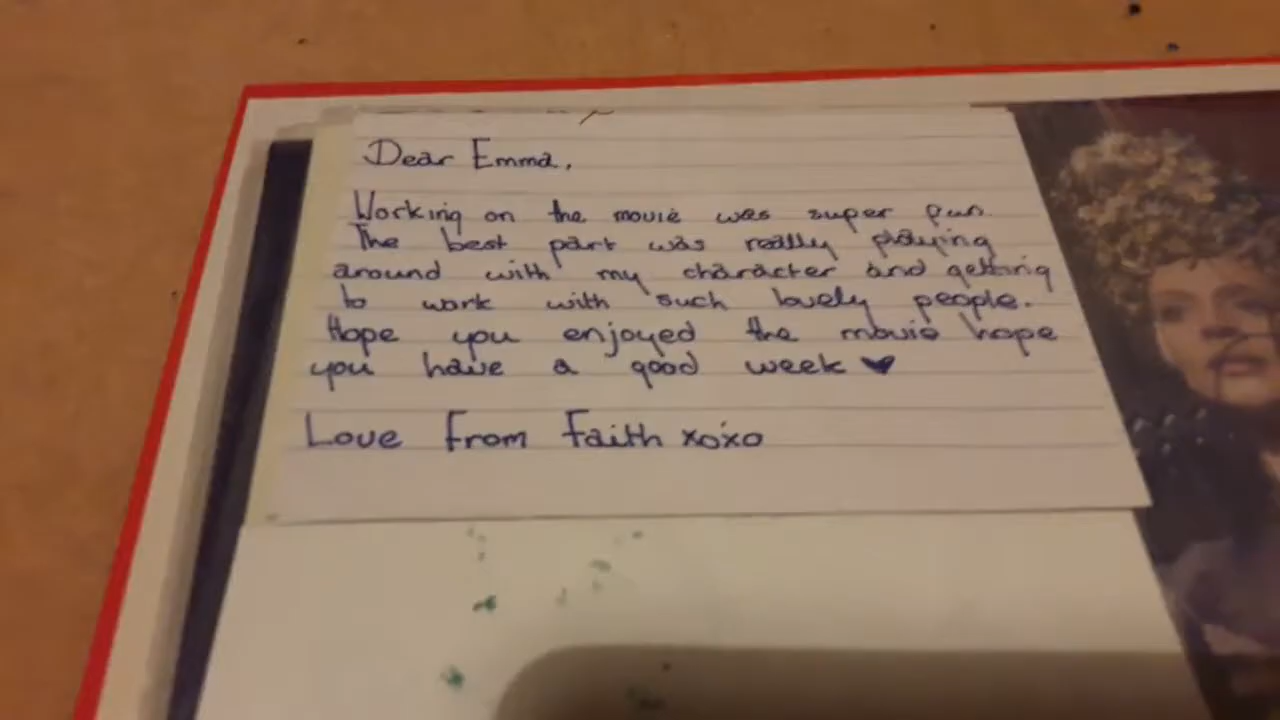 Dear Emma,
Working on the movie was super fun.
The best part was really playing
around with my character and getting
to work with such lovely people.
Hope you enjoyed the movie hope
you have a good week ♥
Love from Faith xoxo